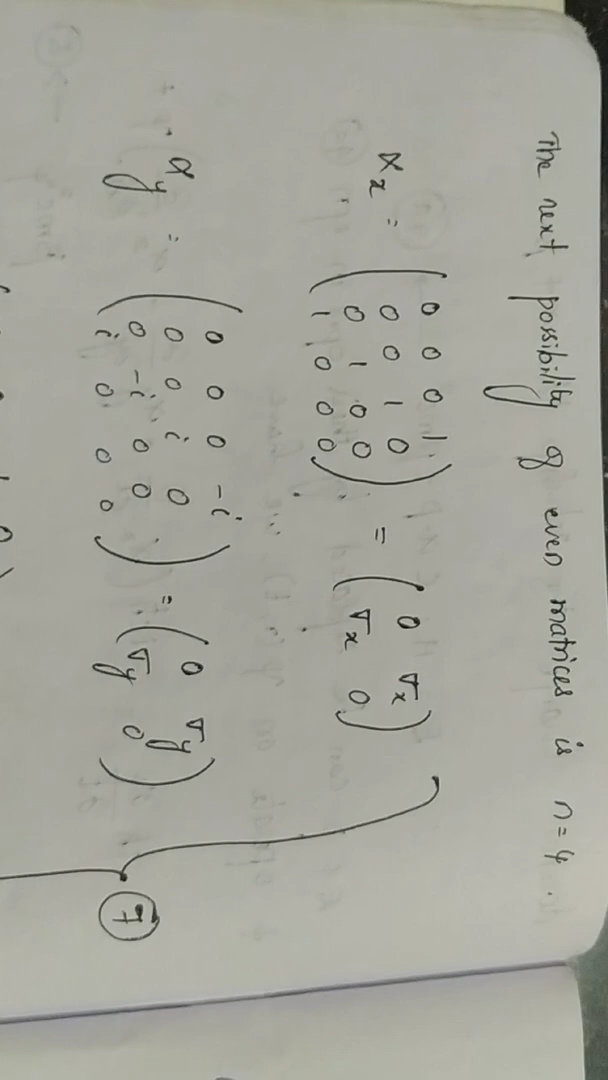 The next possibility of even matrices is n=4
αx = ( 0 0 0 1
0 0 1 0
0 1 0 0
1 0 0 0 ) = ( 0 σx
σx 0 )
αy = ( 0 0 0 -i
0 0 i 0
0 -i 0 0
i 0 0 0 ) = ( 0 σy
σy 0 )
7